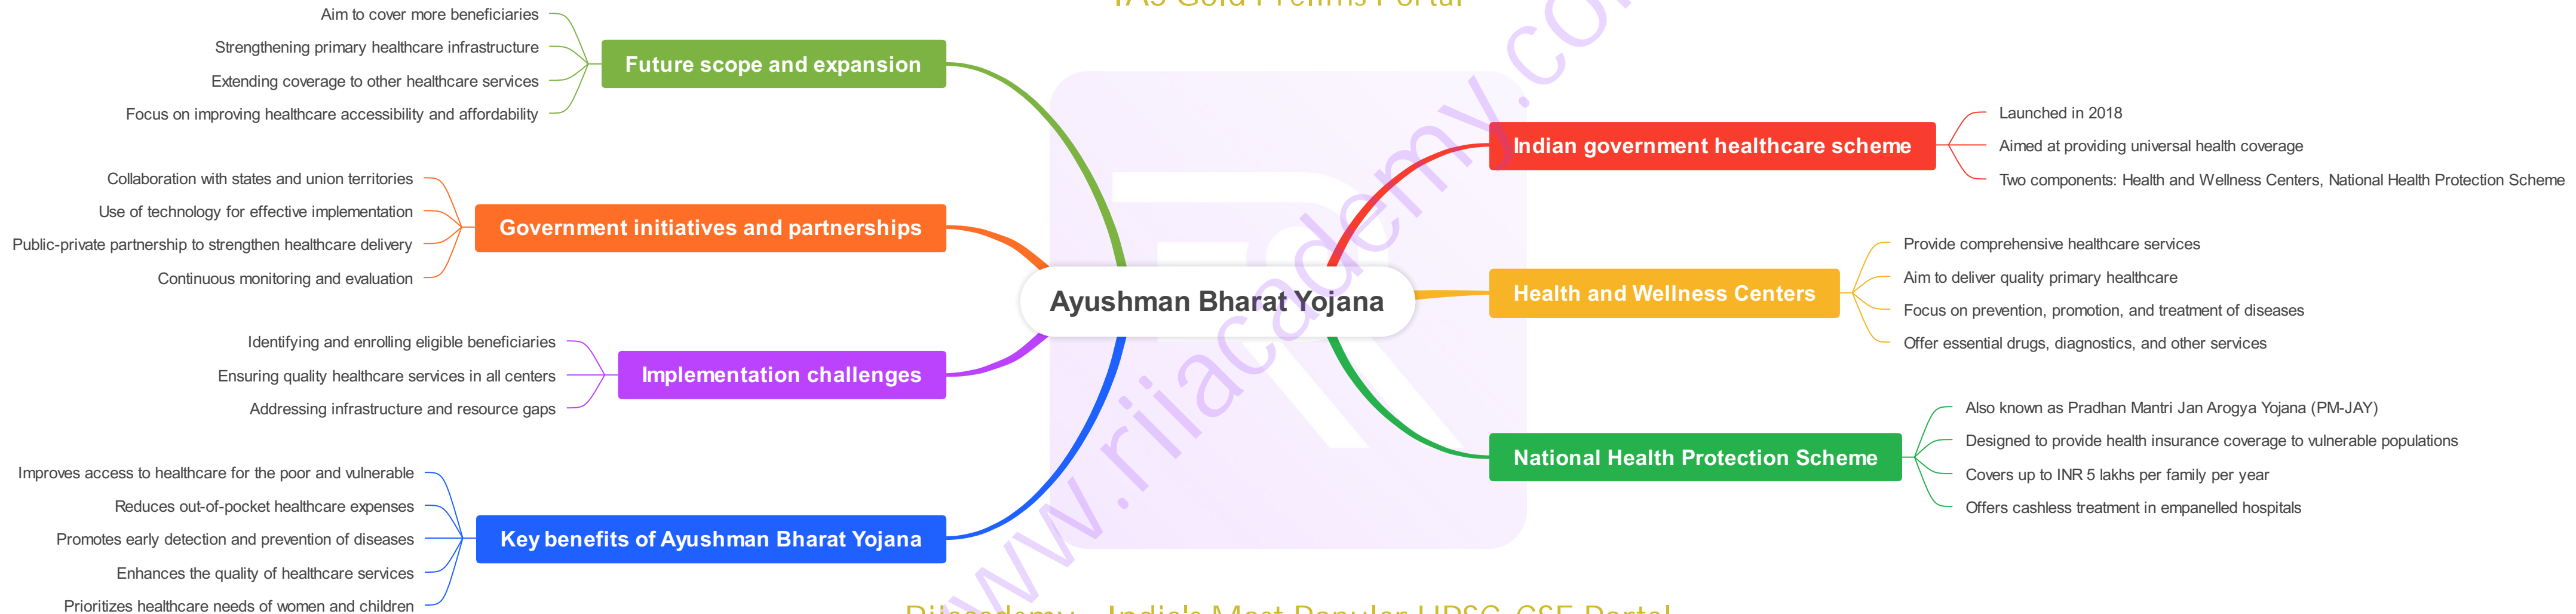 IAS Gold Prelims Portal
Ayushman Bharat Yojana
Indian government healthcare scheme
Launched in 2018
Aimed at providing universal health coverage
Two components: Health and Wellness Centers, National Health Protection Scheme
Health and Wellness Centers
Provide comprehensive healthcare services
Aim to deliver quality primary healthcare
Focus on prevention, promotion, and treatment of diseases
Offer essential drugs, diagnostics, and other services
National Health Protection Scheme
Also known as Pradhan Mantri Jan Arogya Yojana (PM-JAY)
Designed to provide health insurance coverage to vulnerable populations
Covers up to INR 5 lakhs per family per year
Offers cashless treatment in empanelled hospitals
Future scope and expansion
Aim to cover more beneficiaries
Strengthening primary healthcare infrastructure
Extending coverage to other healthcare services
Focus on improving healthcare accessibility and affordability
Government initiatives and partnerships
Collaboration with states and union territories
Use of technology for effective implementation
Public-private partnership to strengthen healthcare delivery
Continuous monitoring and evaluation
Implementation challenges
Identifying and enrolling eligible beneficiaries
Ensuring quality healthcare services in all centers
Addressing infrastructure and resource gaps
Key benefits of Ayushman Bharat Yojana
Improves access to healthcare for the poor and vulnerable
Reduces out-of-pocket healthcare expenses
Promotes early detection and prevention of diseases
Enhances the quality of healthcare services
Prioritizes healthcare needs of women and children
India's Most Popular UPSC-CSE Portal